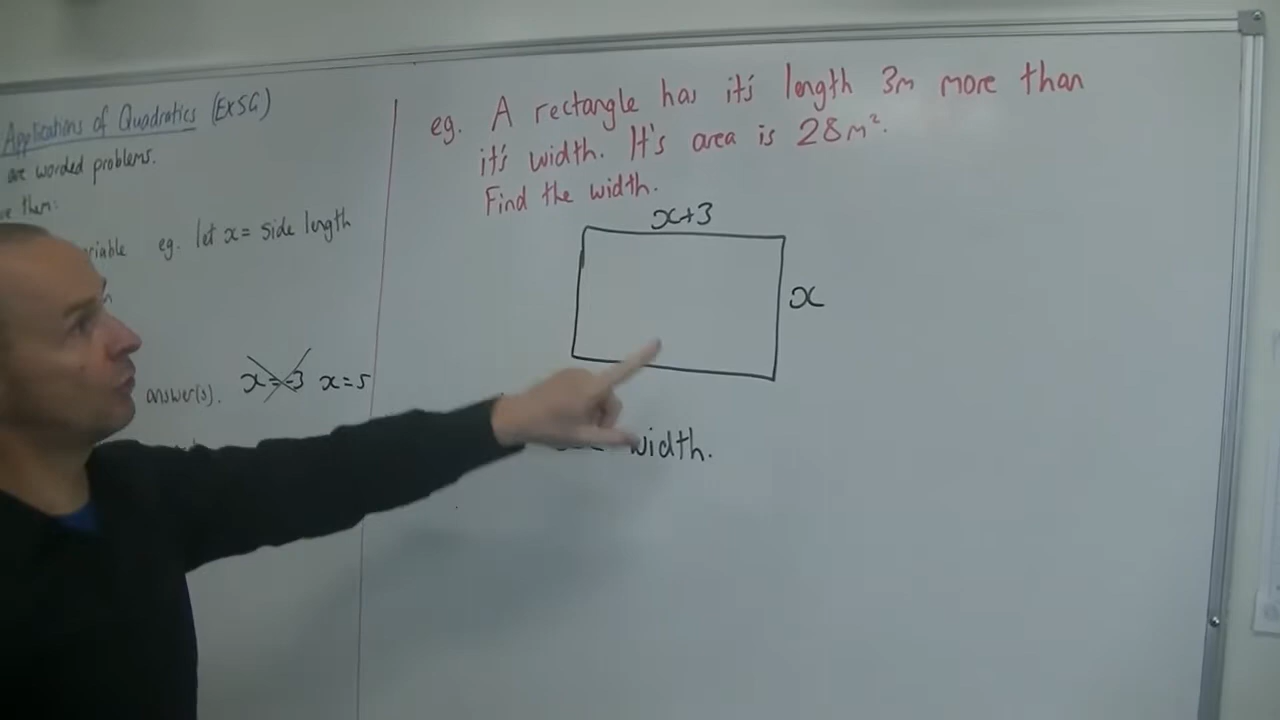 Applications of Quadratics (Ex5G)
are worded problems.
them:
eg. let x = side length
answer(s). x=-3 x=5
eg. A rectangle has it's length 3m more than
it's width. It's area is 28m².
Find the width.
x+3
x
width.